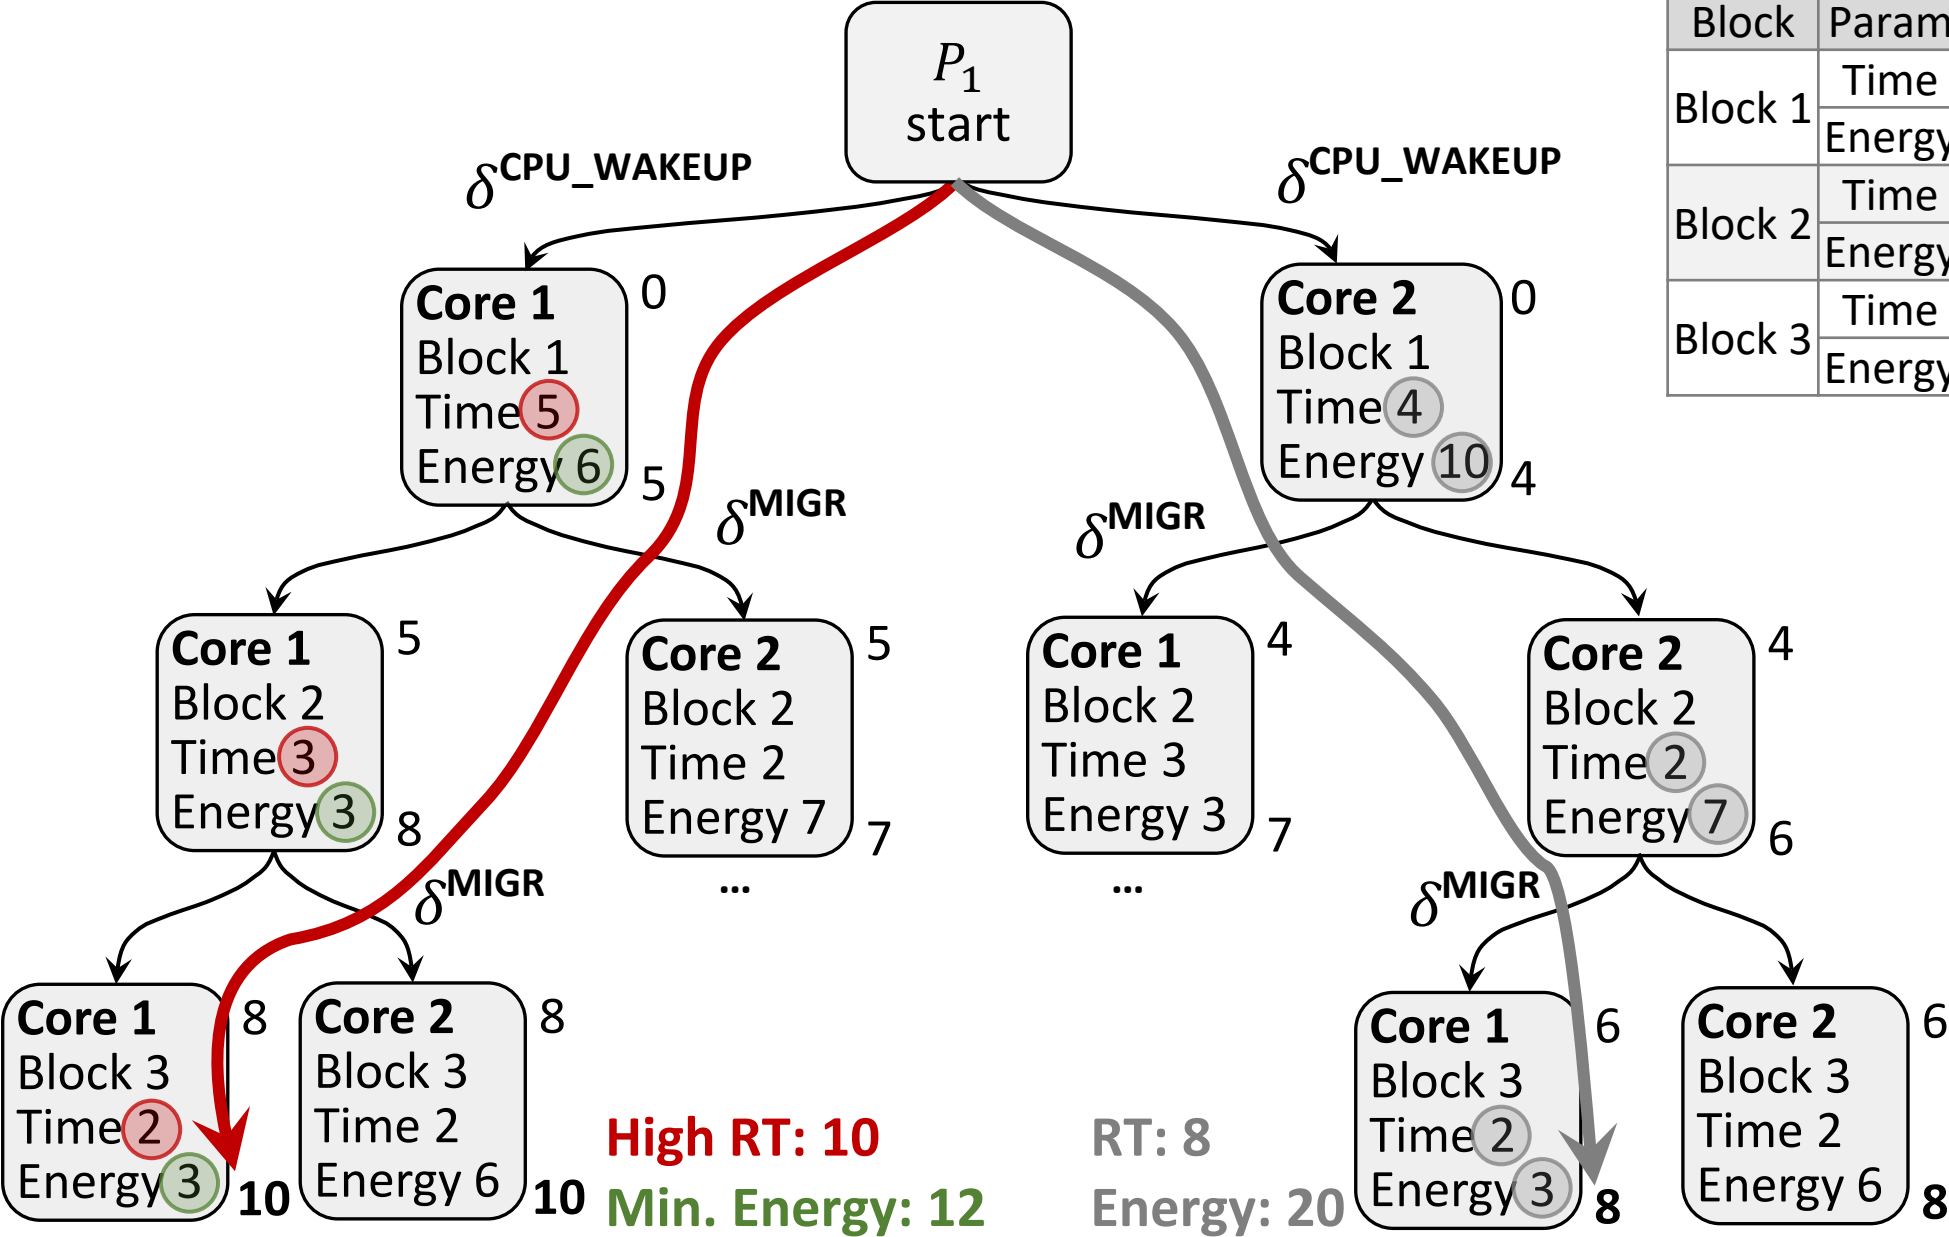 P1
start
Block Param
Block 1
Time
Energy
Block 2
Time
Energy
Block 3
Time
Energy
δCPU_WAKEUP
δCPU_WAKEUP
Core 1
Block 1
Time 5
Energy 6
0
5
Core 2
Block 1
Time 4
Energy 10
0
4
δMIGR
δMIGR
Core 1
Block 2
Time 3
Energy 3
5
8
Core 2
Block 2
Time 2
Energy 7
5
7
...
Core 1
Block 2
Time 3
Energy 3
4
7
...
Core 2
Block 2
Time 2
Energy 7
4
6
δMIGR
δMIGR
Core 1
Block 3
Time 2
Energy 3
8
10
Core 2
Block 3
Time 2
Energy 6
8
10
High RT: 10
Min. Energy: 12
RT: 8
Energy: 20
Core 1
Block 3
Time 2
Energy 3
6
8
Core 2
Block 3
Time 2
Energy 6
6
8